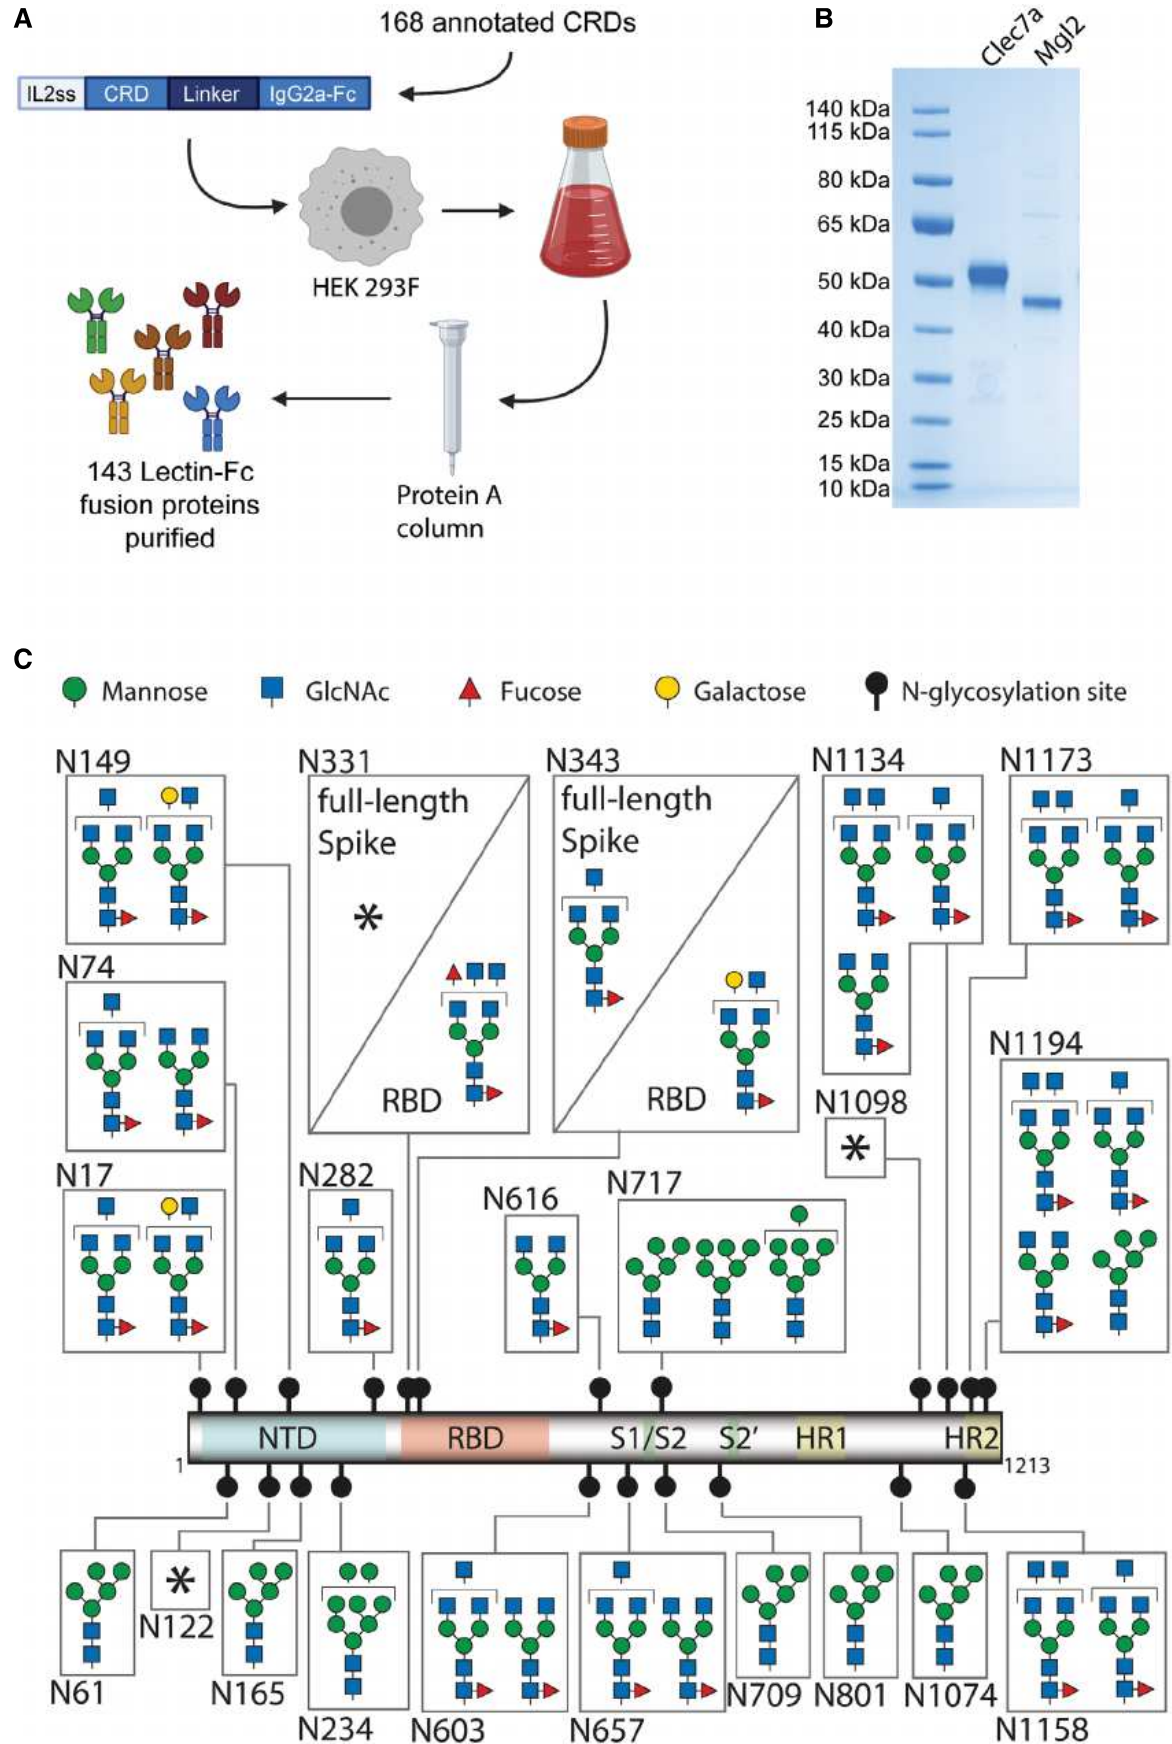 A
168 annotated CRDs
IL2ss CRD Linker IgG2a-Fc
HEK 293F
Protein A
column
143 Lectin-Fc
fusion proteins
purified
B
Clec7a
Mgl2
140 kDa
115 kDa
80 kDa
65 kDa
50 kDa
40 kDa
30 kDa
25 kDa
15 kDa
10 kDa
C
Mannose GlcNAc Fucose Galactose N-glycosylation site
N149
N331
full-length
Spike
*
RBD
N343
full-length
Spike
RBD
N1134
N1173
N74
N1098
*
N1194
N17
N282
N616
N717
NTD RBD S1/S2 S2’ HR1 HR2
1 1213
N61
*
N122
N165
N234
N603
N657
N709
N801
N1074
N1158